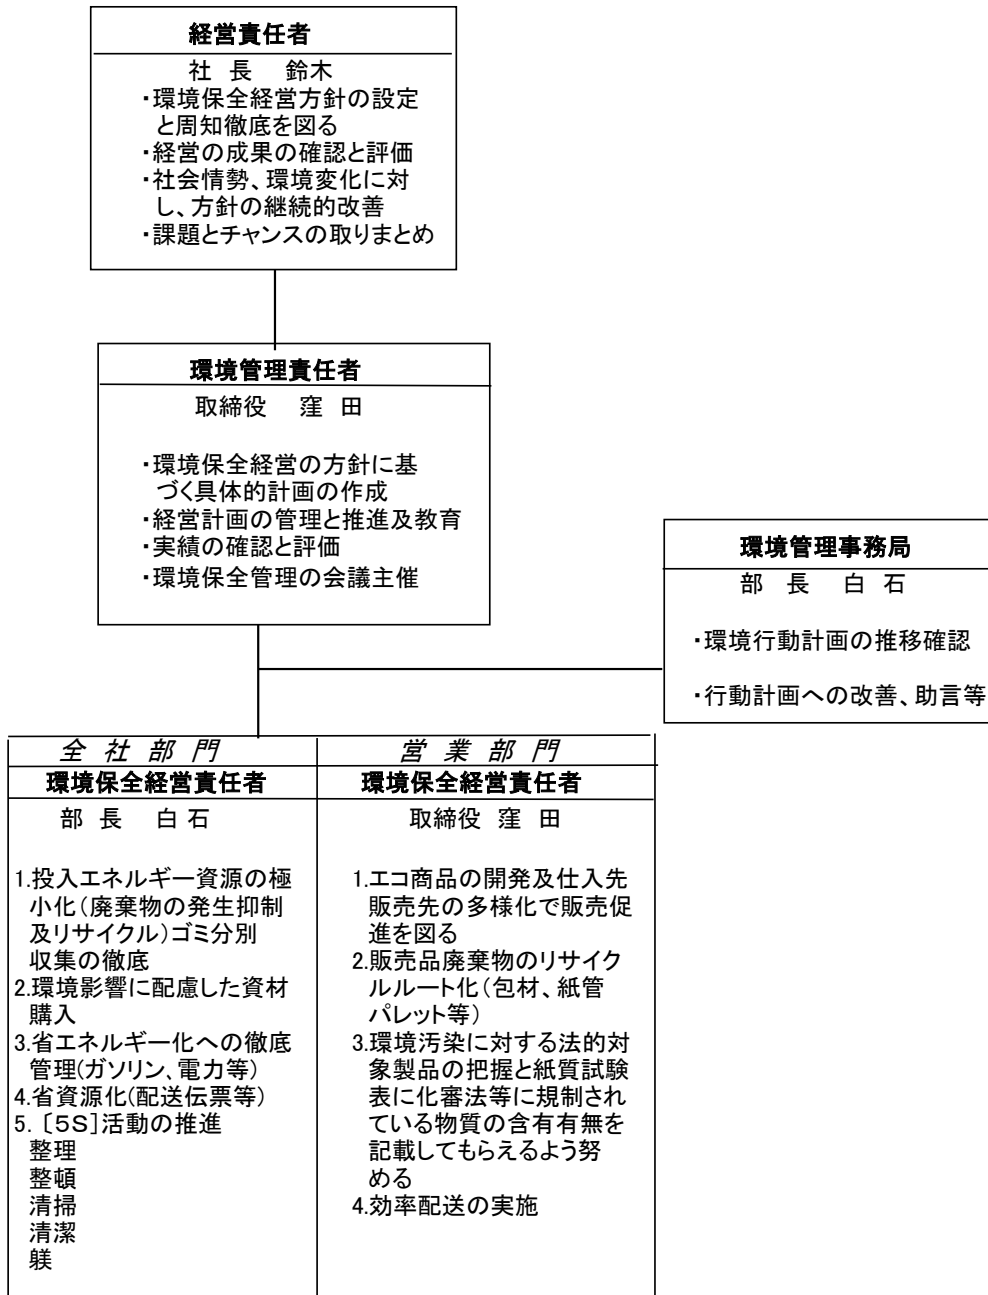 経営責任者
社 長 鈴木
・環境保全経営方針の設定
と周知徹底を図る
・経営の成果の確認と評価
・社会情勢、環境変化に対
し、方針の継続的改善
・課題とチャンスの取りまとめ
環境管理責任者
取締役 窪 田
・環境保全経営の方針に基
づく具体的計画の作成
・経営計画の管理と推進及教育
・実績の確認と評価
・環境保全管理の会議主催
環境管理事務局
部 長 白 石
・環境行動計画の推移確認
・行動計画への改善、助言等
全 社 部 門
環境保全経営責任者
部 長 白 石
1.投入エネルギー資源の極
小化（廃棄物の発生抑制
及リサイクル）ゴミ分別
収集の徹底
2.環境影響に配慮した資材
購入
3.省エネルギー化への徹底
管理(ガソリン、電力等)
4.省資源化(配送伝票等)
5.［5S］活動の推進
整理
整頓
清掃
清潔
躾
営 業 部 門
環境保全経営責任者
取締役 窪 田
1.エコ商品の開発及仕入先
販売先の多様化で販売促
進を図る
2.販売品廃棄物のリサイク
ルルート化（包材、紙管
パレット等）
3.環境汚染に対する法的対
象製品の把握と紙質試験
表に化審法等に規制され
ている物質の含有有無を
記載してもらえるよう努
める
4.効率配送の実施